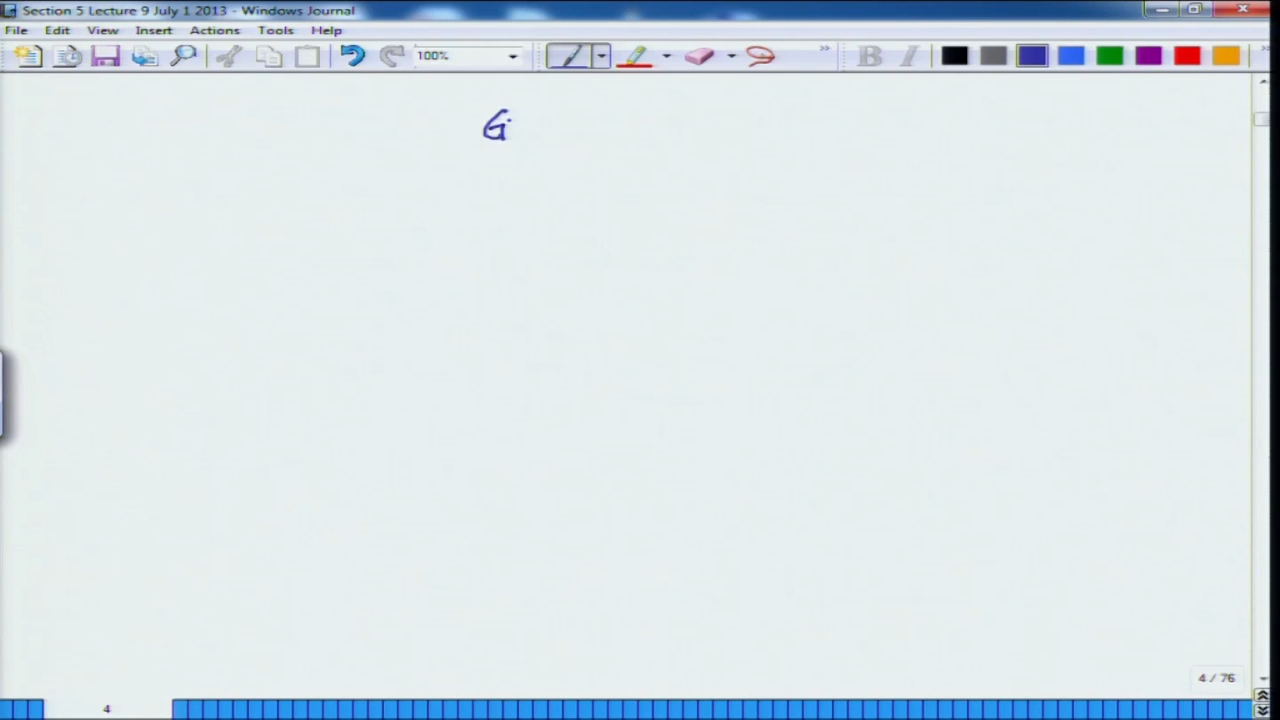 Section 5 Lecture 9 July 1 2013 - Windows Journal
File Edit View Insert Actions Tools Help
100% B I
G
4 / 76
4